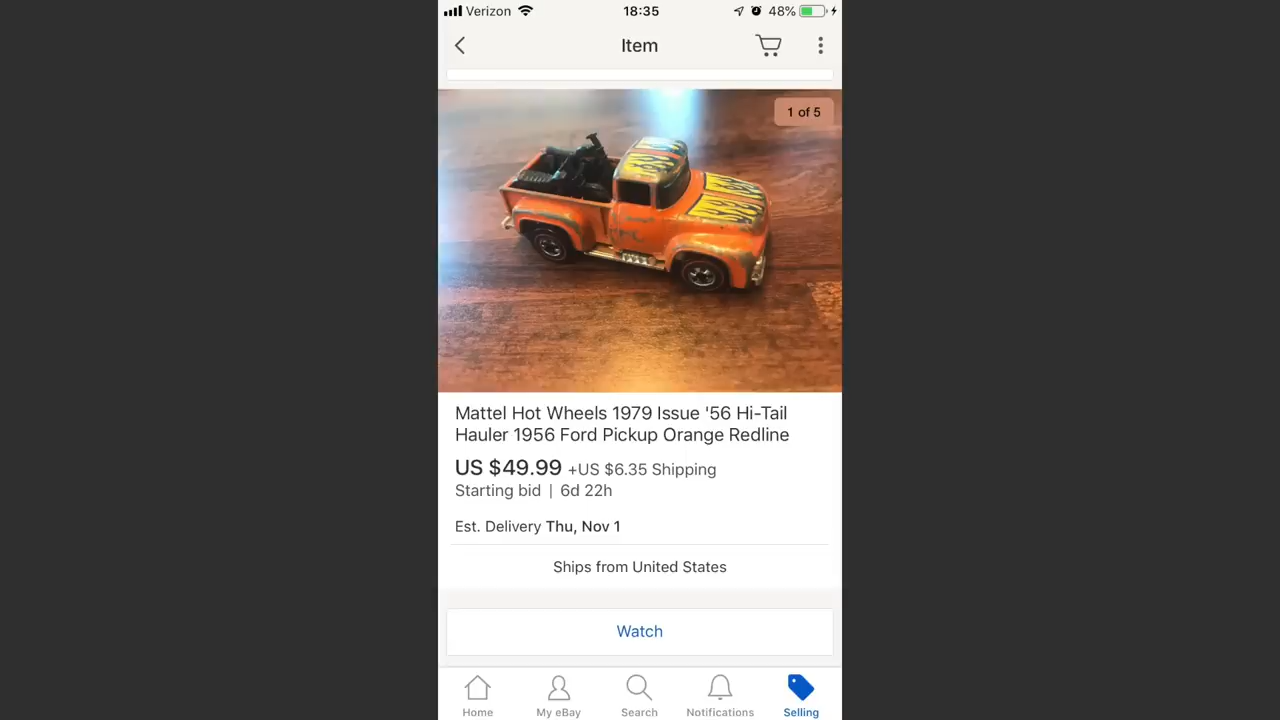 Verizon 18:35 48%
Item
1 of 5
Mattel Hot Wheels 1979 Issue '56 Hi-Tail
Hauler 1956 Ford Pickup Orange Redline
US $49.99 +US $6.35 Shipping
Starting bid | 6d 22h
Est. Delivery Thu, Nov 1
Ships from United States
Watch
Home My eBay Search Notifications Selling